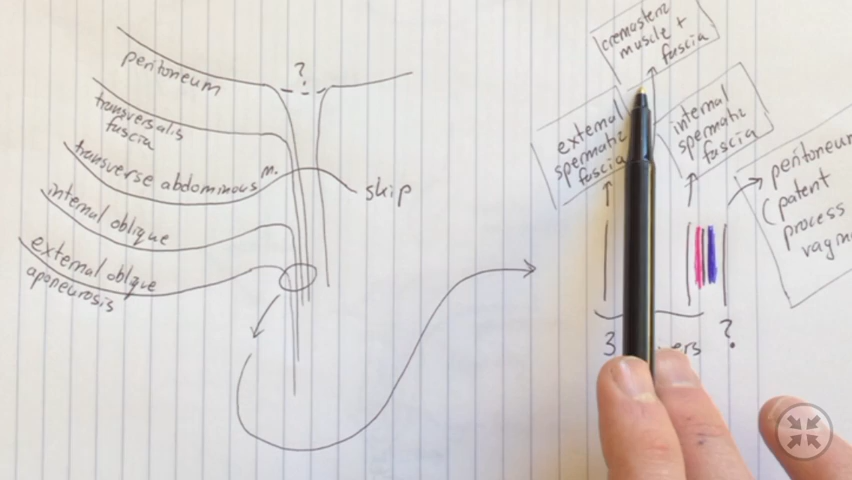 peritoneum
?
transversalis
fascia
transverse abdominous m.
skip
internal oblique
external oblique
aponeurosis
cremasteric
muscle +
fascia
external
spermatic
fascia
internal
spermatic
fascia
peritoneum
(patent
process
vagin
3
yers
?